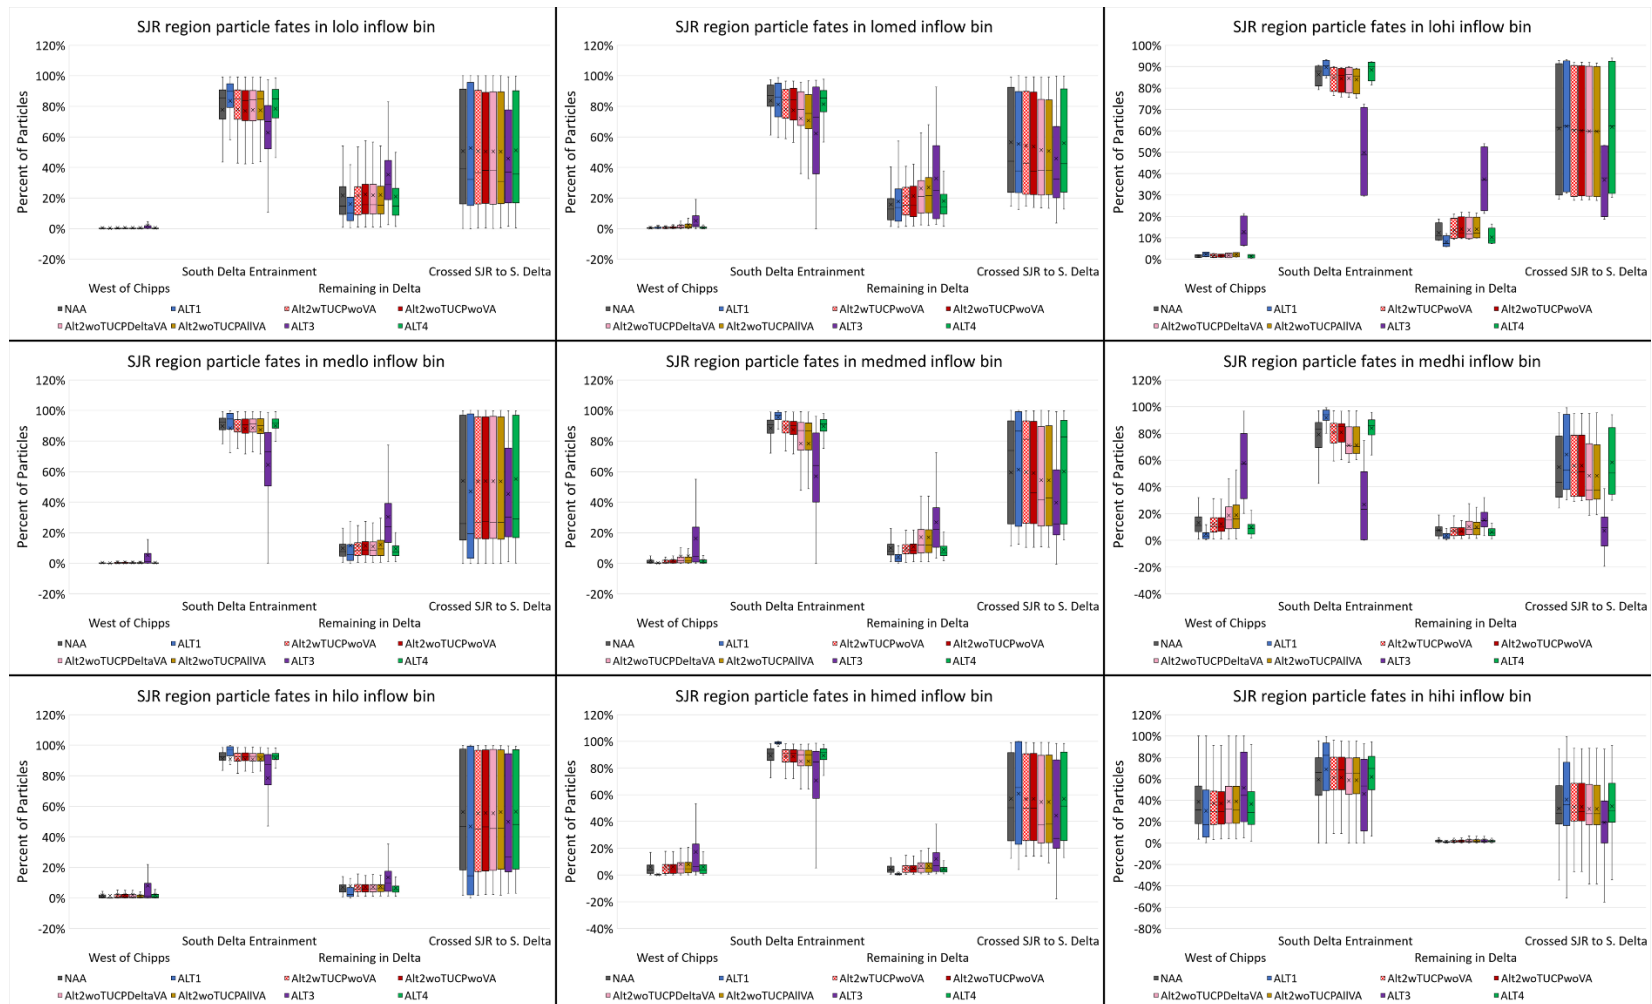 SJR region particle fates in lolo inflow bin
Percent of Particles
120%
100%
80%
60%
40%
20%
0%
-20%
South Delta Entrainment Crossed SJR to S. Delta
West of Chipps Remaining in Delta
NAA ALT1 Alt2wTUCPwoVA Alt2woTUCPwoVA
Alt2woTUCPDeltaVA Alt2woTUCPAllVA ALT3 ALT4
SJR region particle fates in lomed inflow bin
Percent of Particles
120%
100%
80%
60%
40%
20%
0%
-20%
South Delta Entrainment Crossed SJR to S. Delta
West of Chipps Remaining in Delta
NAA ALT1 Alt2wTUCPwoVA Alt2woTUCPwoVA
Alt2woTUCPDeltaVA Alt2woTUCPAllVA ALT3 ALT4
SJR region particle fates in lohi inflow bin
Percent of Particles
100%
90%
80%
70%
60%
50%
40%
30%
20%
10%
0%
South Delta Entrainment Crossed SJR to S. Delta
West of Chipps Remaining in Delta
NAA ALT1 Alt2wTUCPwoVA Alt2woTUCPwoVA
Alt2woTUCPDeltaVA Alt2woTUCPAllVA ALT3 ALT4
SJR region particle fates in medlo inflow bin
Percent of Particles
120%
100%
80%
60%
40%
20%
0%
-20%
South Delta Entrainment Crossed SJR to S. Delta
West of Chipps Remaining in Delta
NAA ALT1 Alt2wTUCPwoVA Alt2woTUCPwoVA
Alt2woTUCPDeltaVA Alt2woTUCPAllVA ALT3 ALT4
SJR region particle fates in medmed inflow bin
Percent of Particles
120%
100%
80%
60%
40%
20%
0%
-20%
South Delta Entrainment Crossed SJR to S. Delta
West of Chipps Remaining in Delta
NAA ALT1 Alt2wTUCPwoVA Alt2woTUCPwoVA
Alt2woTUCPDeltaVA Alt2woTUCPAllVA ALT3 ALT4
SJR region particle fates in medhi inflow bin
Percent of Particles
120%
100%
80%
60%
40%
20%
0%
-20%
-40%
South Delta Entrainment Crossed SJR to S. Delta
West of Chipps Remaining in Delta
NAA ALT1 Alt2wTUCPwoVA Alt2woTUCPwoVA
Alt2woTUCPDeltaVA Alt2woTUCPAllVA ALT3 ALT4
SJR region particle fates in hilo inflow bin
Percent of Particles
120%
100%
80%
60%
40%
20%
0%
-20%
South Delta Entrainment Crossed SJR to S. Delta
West of Chipps Remaining in Delta
NAA ALT1 Alt2wTUCPwoVA Alt2woTUCPwoVA
Alt2woTUCPDeltaVA Alt2woTUCPAllVA ALT3 ALT4
SJR region particle fates in himed inflow bin
Percent of Particles
120%
100%
80%
60%
40%
20%
0%
-20%
-40%
South Delta Entrainment Crossed SJR to S. Delta
West of Chipps Remaining in Delta
NAA ALT1 Alt2wTUCPwoVA Alt2woTUCPwoVA
Alt2woTUCPDeltaVA Alt2woTUCPAllVA ALT3 ALT4
SJR region particle fates in hihi inflow bin
Percent of Particles
120%
100%
80%
60%
40%
20%
0%
-20%
-40%
-60%
-80%
South Delta Entrainment Crossed SJR to S. Delta
West of Chipps Remaining in Delta
NAA ALT1 Alt2wTUCPwoVA Alt2woTUCPwoVA
Alt2woTUCPDeltaVA Alt2woTUCPAllVA ALT3 ALT4